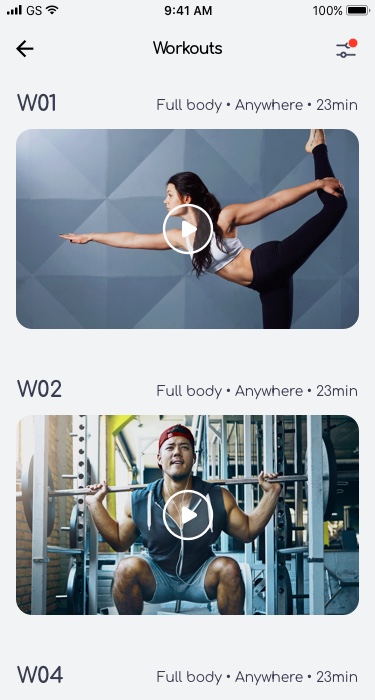 GS 9:41 AM 100%
Workouts
W01 Full body • Anywhere • 23min
W02 Full body • Anywhere • 23min
W04 Full body • Anywhere • 23min